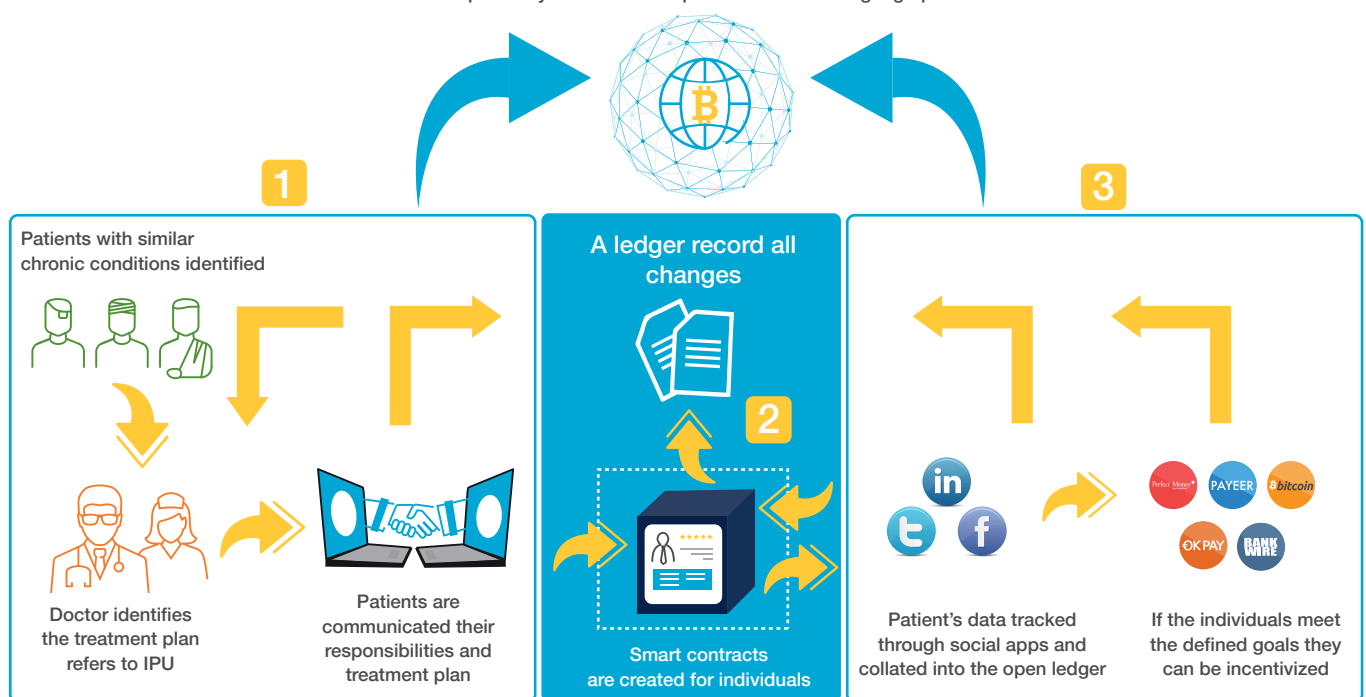 1
3
Patients with similar
chronic conditions identified
Doctor identifies
the treatment plan
refers to IPU
Patients are
communicated their
responsibilities and
treatment plan
A ledger record all
changes
2
Smart contracts
are created for individuals
in
t
f
Patient's data tracked
through social apps and
collated into the open ledger
Perfect Money
PAYEER
bitcoin
OKPAY
BANK
WIRE
If the individuals meet
the defined goals they
can be incentivized